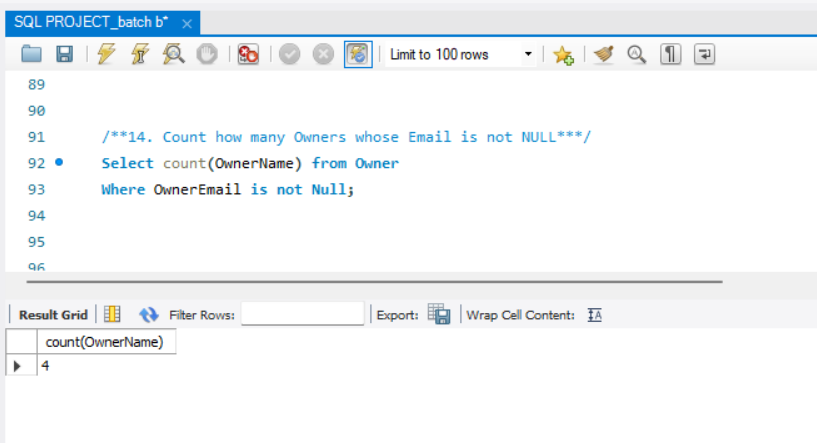 SQL PROJECT_batch b* ×
Limit to 100 rows
89
90
91 /**14. Count how many Owners whose Email is not NULL***/
92 Select count(OwnerName) from Owner
93 Where OwnerEmail is not Null;
94
95
96
Result Grid Filter Rows: Export: Wrap Cell Content: IA
count(OwnerName)
4